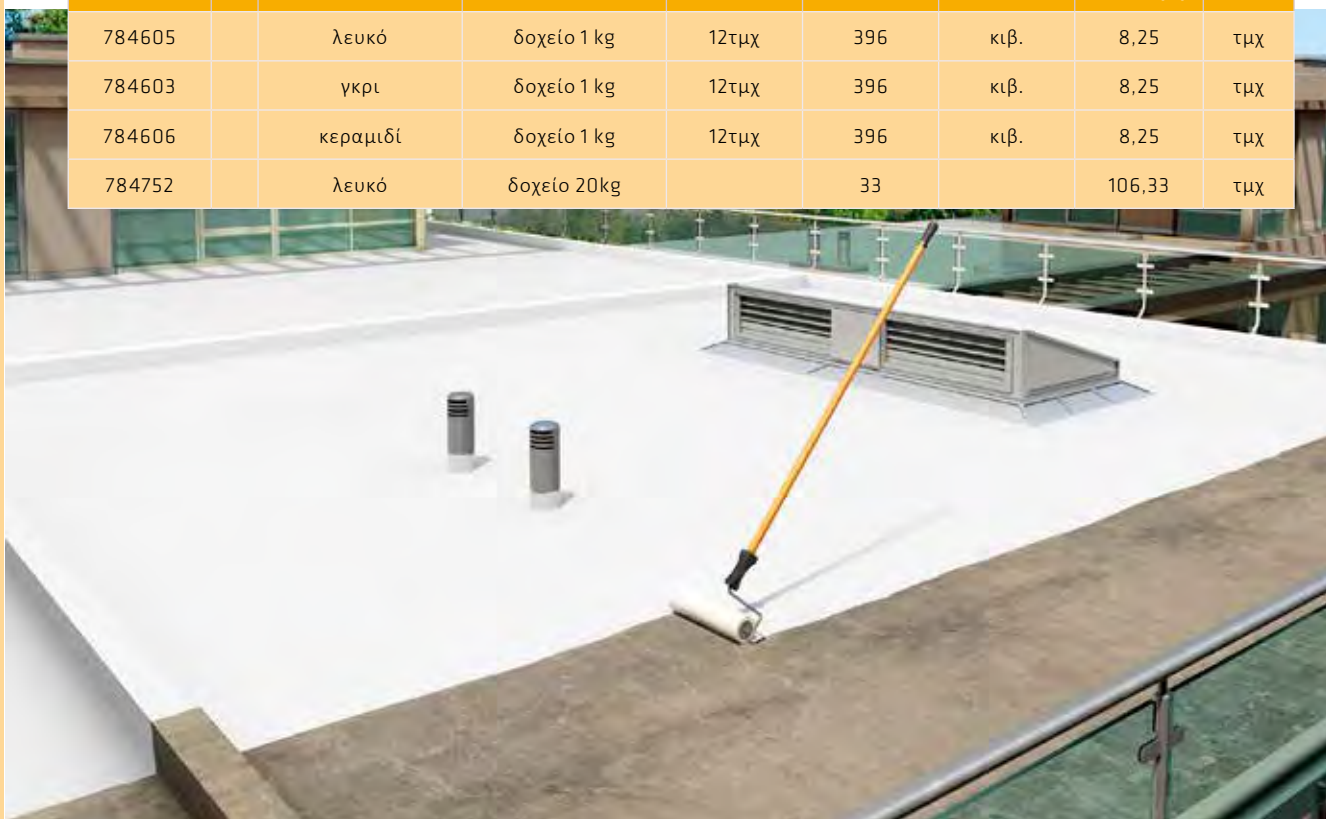 784605 λευκό δοχείο 1 kg 12τμχ 396 κιβ. 8,25 τμχ
784603 γκρι δοχείο 1 kg 12τμχ 396 κιβ. 8,25 τμχ
784606 κεραμιδί δοχείο 1 kg 12τμχ 396 κιβ. 8,25 τμχ
784752 λευκό δοχείο 20kg 33 106,33 τμχ